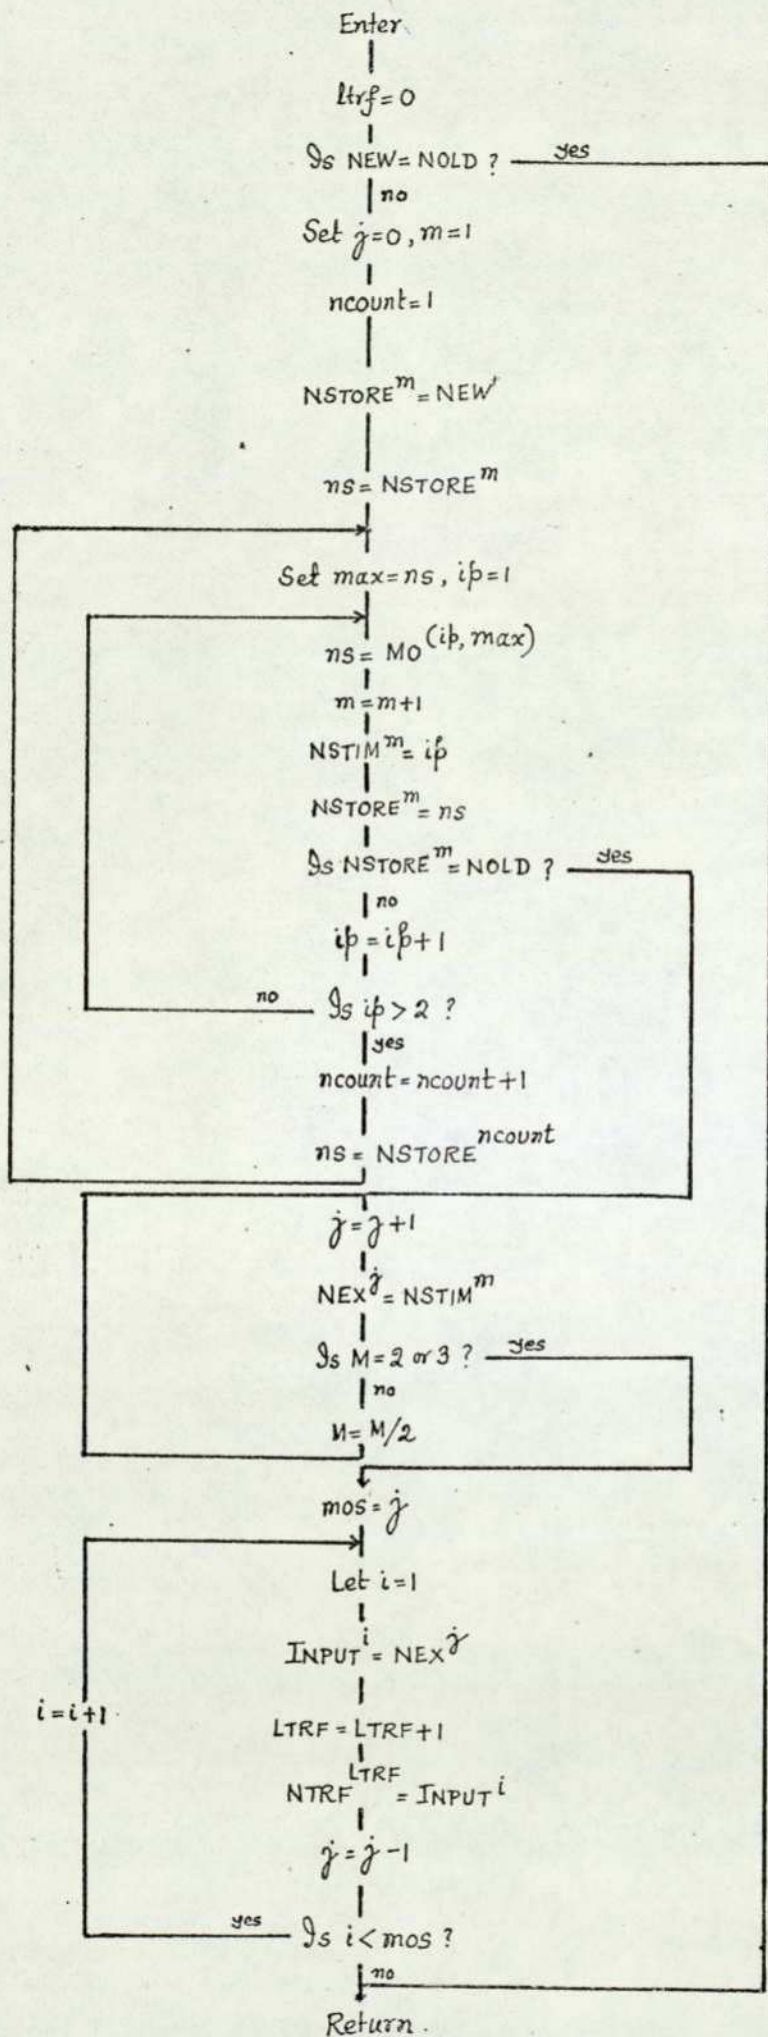 Enter
ltrf=0
Is NEW=NOLD ? yes
no
Set j=0, m=1
ncount=1
NSTORE^m = NEW
ns = NSTORE^m
Set max=ns, ip=1
ns = MO^(ip, max)
m = m+1
NSTIM^m = ip
NSTORE^m = ns
Is NSTORE^m = NOLD ? yes
no
ip = ip+1
no Is ip > 2 ?
yes
ncount = ncount+1
ns = NSTORE^ncount
j = j+1
NEX^j = NSTIM^m
Is M=2 or 3 ? yes
no
M = M/2
mos = j
Let i=1
INPUT^i = NEX^j
i=i+1
LTRF = LTRF+1
NTRF^LTRF = INPUT^i
j = j-1
yes Is i < mos ?
no
Return.